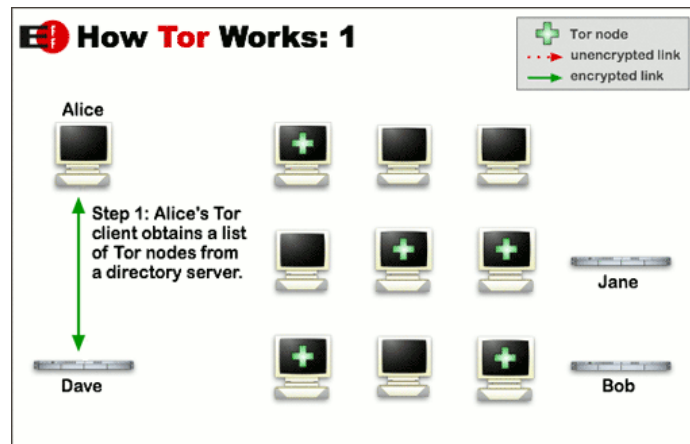 EFF How Tor Works: 1
Tor node
unencrypted link
encrypted link
Alice
Step 1: Alice's Tor
client obtains a list
of Tor nodes from
a directory server.
Jane
Dave
Bob